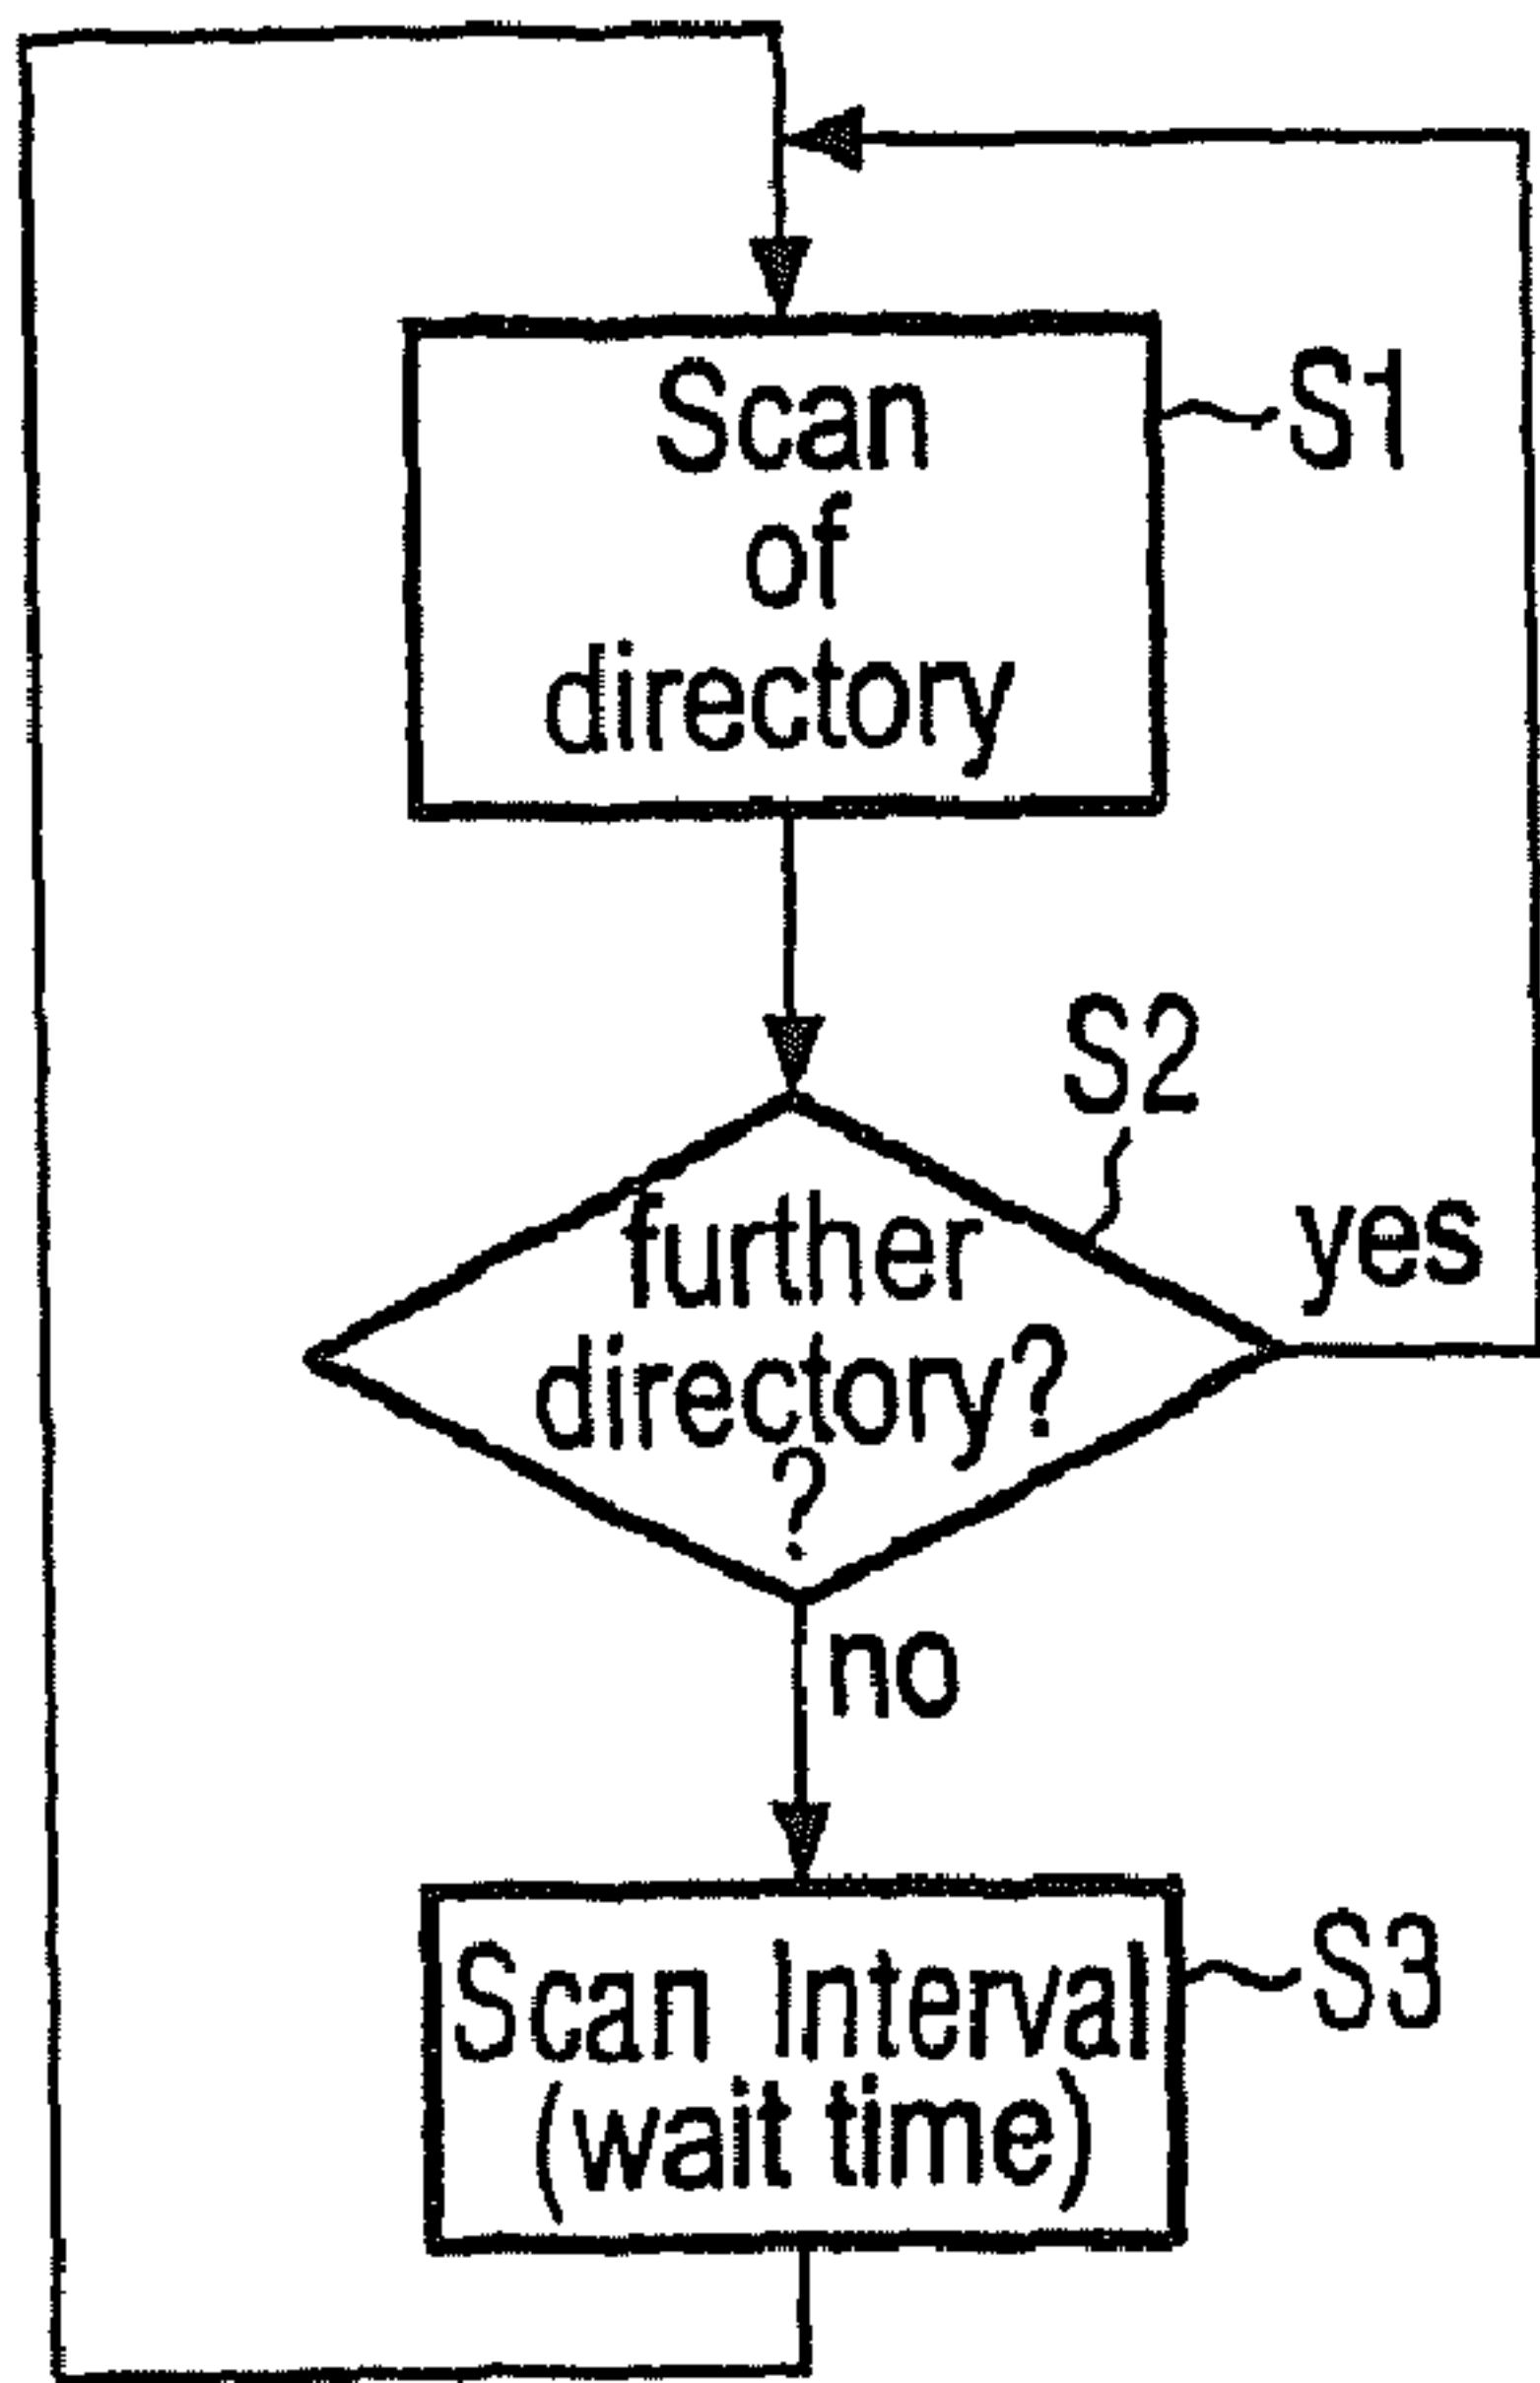 Scan
of
directory
S1
S2
further
directory?
?
yes
no
Scan Interval
(wait time)
S3